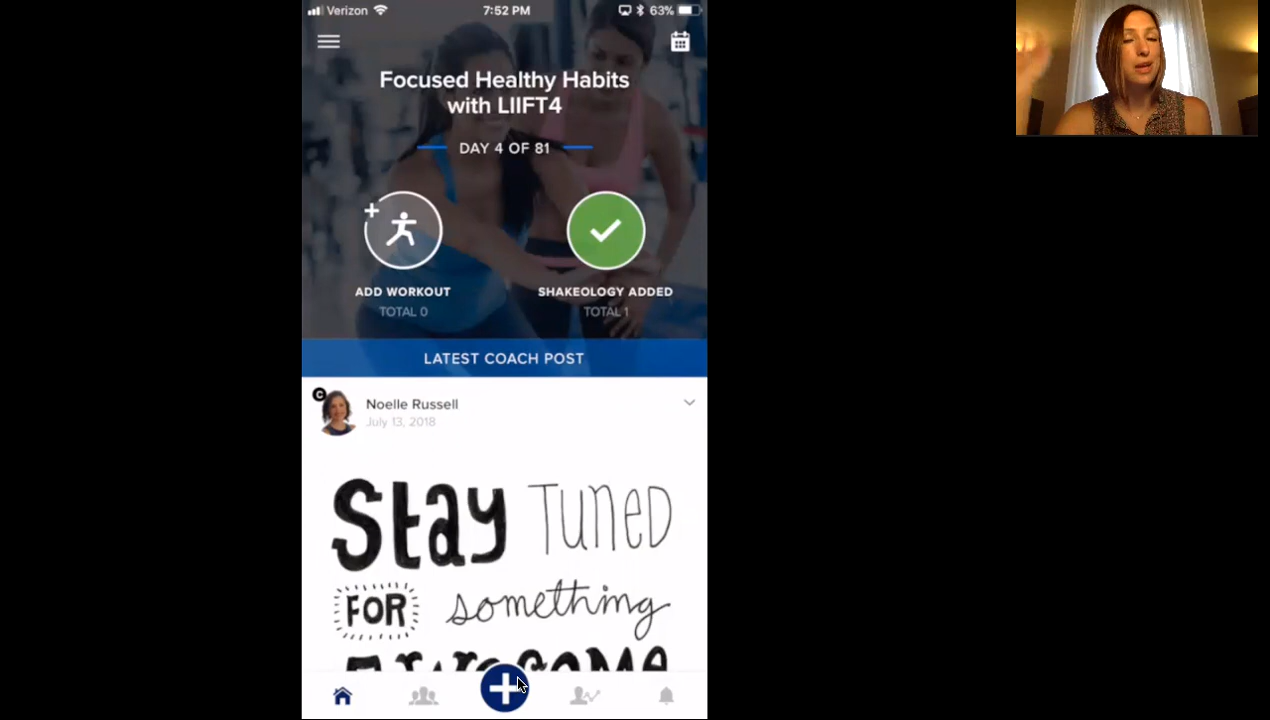 Verizon 7:52 PM 63%
Focused Healthy Habits
with LIIFT4
DAY 4 OF 81
ADD WORKOUT SHAKEOLOGY ADDED
TOTAL 0 TOTAL 1
LATEST COACH POST
C
Noelle Russell
July 13, 2018
Stay TUNED
FOR something